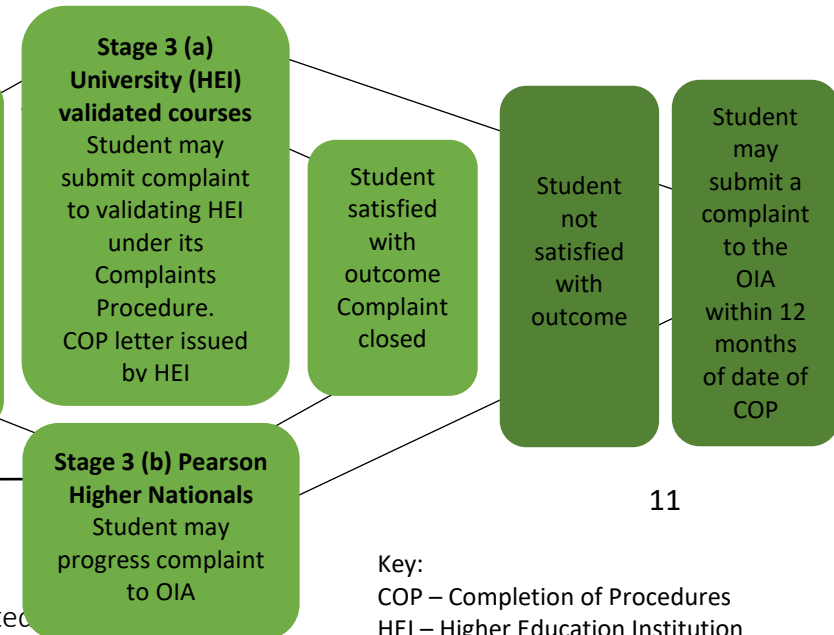 Stage 3 (a)
University (HEI)
validated courses
Student may
submit complaint
to validating HEI
under its
Complaints
Procedure.
COP letter issued
by HEI
Student
satisfied
with
outcome
Complaint
closed
Student
not
satisfied
with
outcome
Student
may
submit a
complaint
to the
OIA
within 12
months
of date of
COP
Stage 3 (b) Pearson
Higher Nationals
Student may
progress complaint
to OIA
11
Key:
COP – Completion of Procedures
HEI – Higher Education Institution